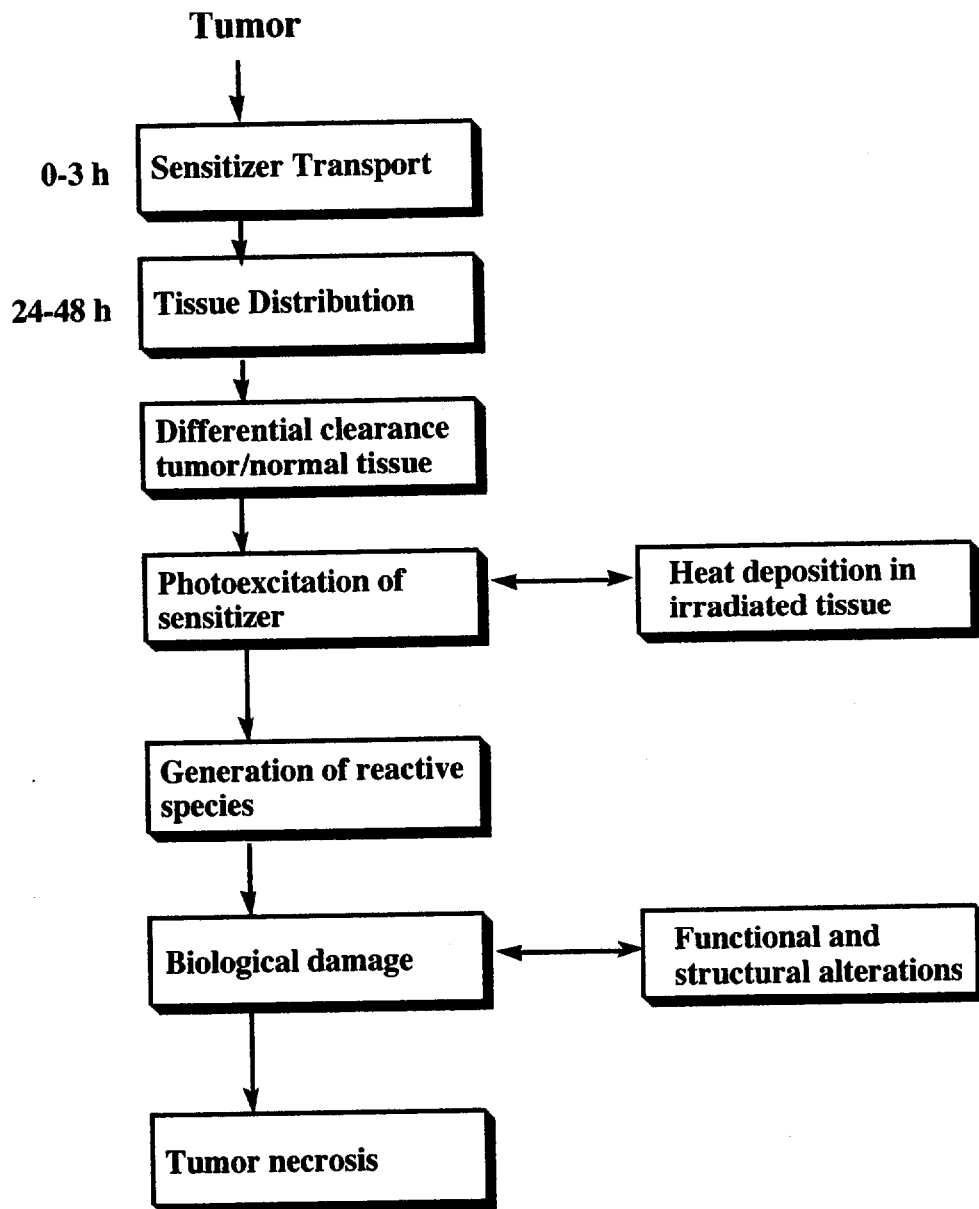 Tumor
0-3 h
Sensitizer Transport
24-48 h
Tissue Distribution
Differential clearance
tumor/normal tissue
Photoexcitation of
sensitizer
Heat deposition in
irradiated tissue
Generation of reactive
species
Biological damage
Functional and
structural alterations
Tumor necrosis